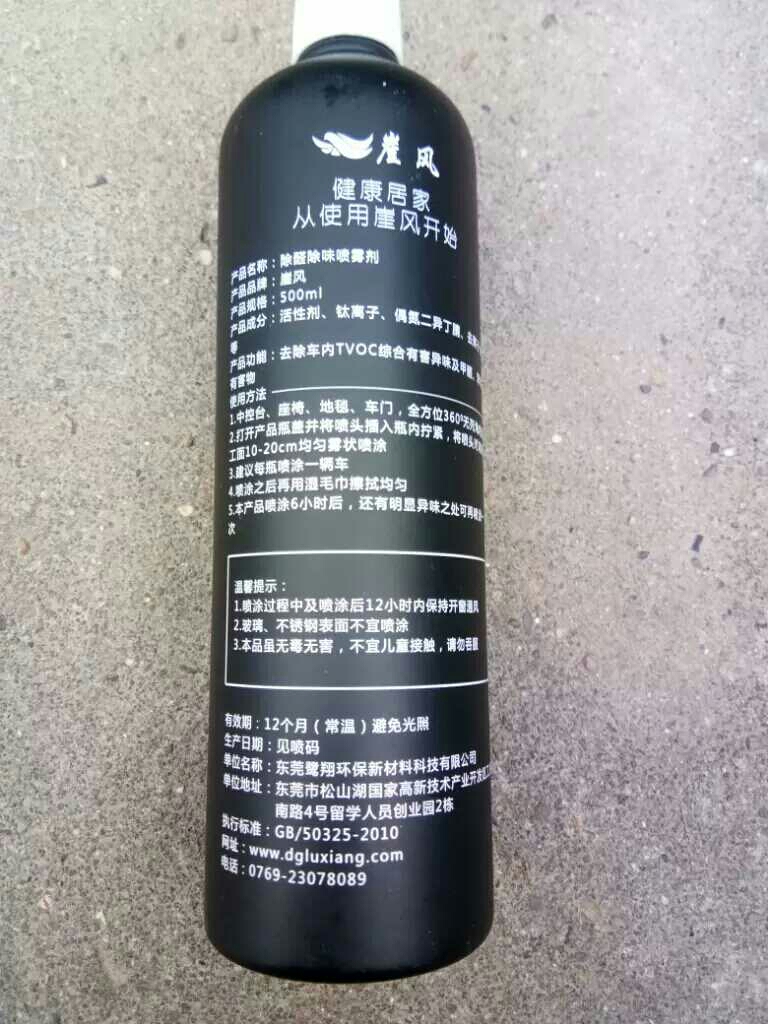 崖风
健康居家
从使用崖风开始
产品名称：除醛除味喷雾剂
产品品牌：崖风
产品规格：500ml
产品成分：活性剂、钛离子、偶氮二异丁腈、
等
产品功能：去除车内TVOC综合有害异味及甲醛、
有害物
使用方法
1.中控台、座椅、地毯、车门，全方位360°无死角
2.打开产品瓶盖并将喷头插入瓶内拧紧，将喷头
工面10-20cm均匀雾状喷涂
3.建议每瓶喷涂一辆车
4.喷涂之后再用湿毛巾擦拭均匀
5.本产品喷涂6小时后，还有明显异味之处可再喷涂一
次
温馨提示：
1.喷涂过程中及喷涂后12小时内保持开窗通风
2.玻璃、不锈钢表面不宜喷涂
3.本品虽无毒无害，不宜儿童接触，请勿吞服
有效期：12个月（常温）避免光照
生产日期：见喷码
单位名称：东莞鹭翔环保新材料科技有限公司
单位地址：东莞市松山湖国家高新技术产业开发区
南路4号留学人员创业园2栋
执行标准：GB/50325-2010
网址：www.dgluxiang.com
电话：0769-23078089